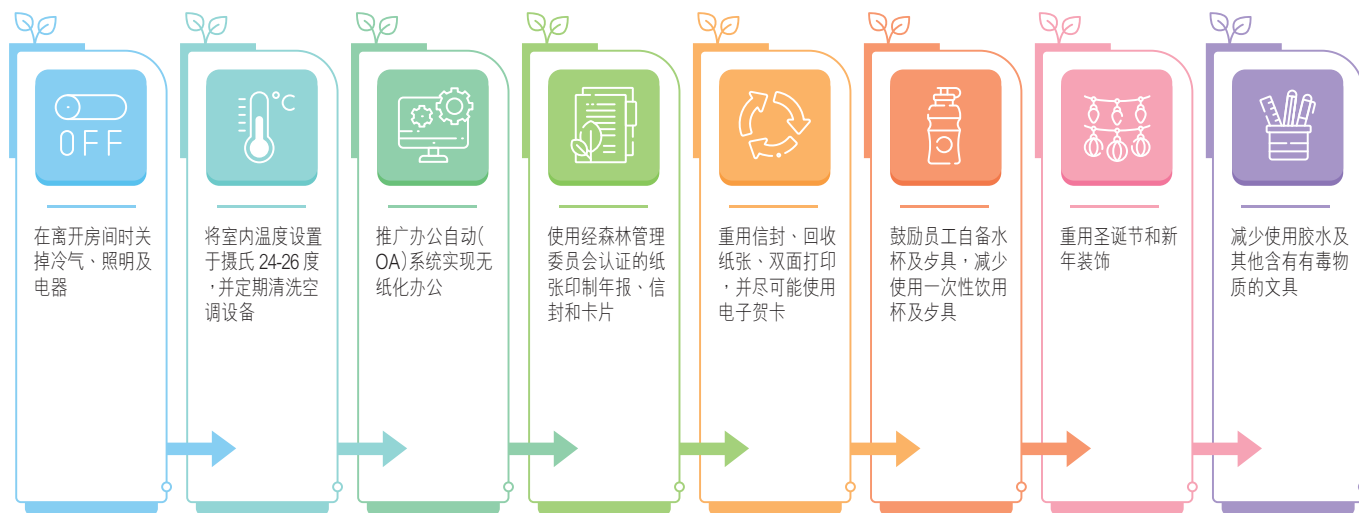 OFF
在离开房间时关
掉冷气、照明及
电器
°C
将室内温度设置
于摄氏 24-26 度
，并定期清洗空
调设备
推广办公自动(
OA)系统实现无
纸化办公
使用经森林管理
委员会认证的纸
张印制年报、信
封和卡片
重用信封、回收
纸张、双面打印
，并尽可能使用
电子贺卡
鼓励员工自备水
杯及歺具，减少
使用一次性饮用
杯及歺具
重用圣诞节和新
年装饰
减少使用胶水及
其他含有有毒物
质的文具